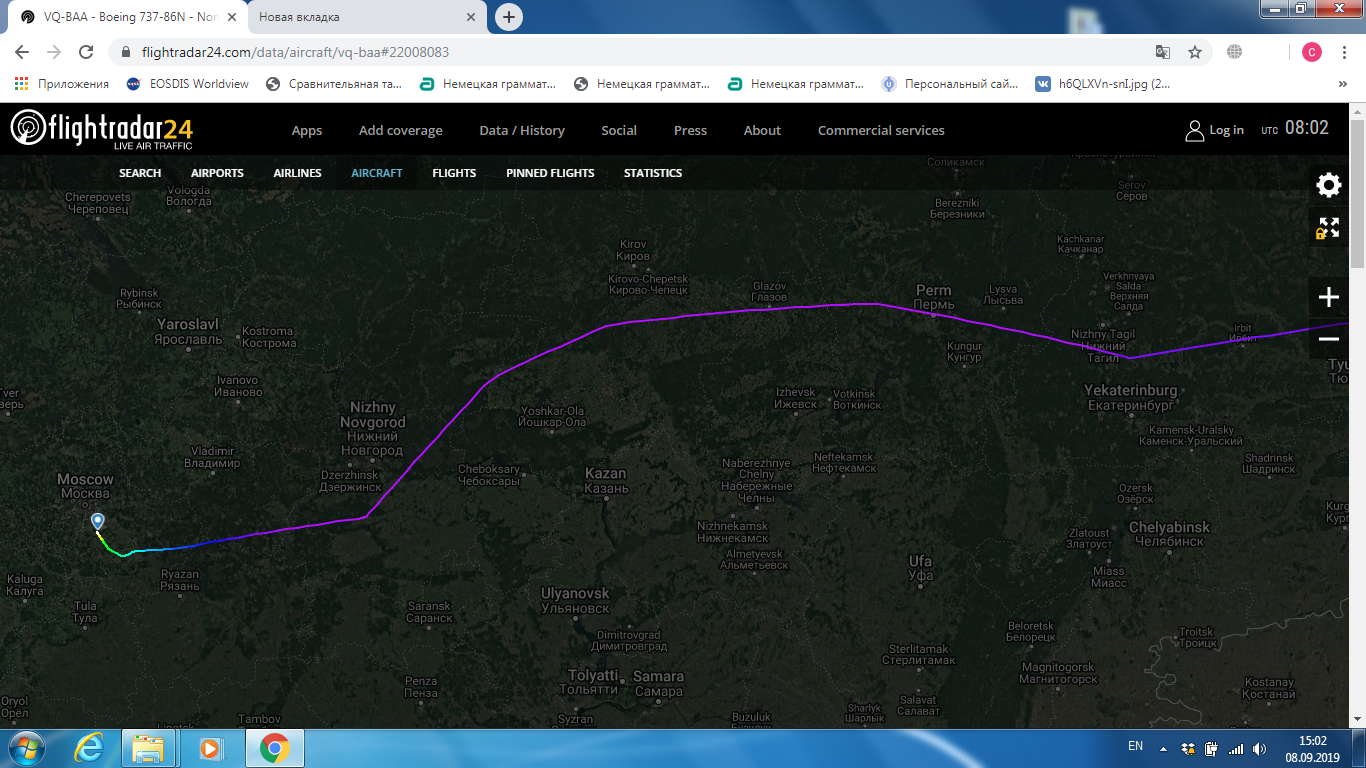 VQ-BAA - Boeing 737-86N - Nor
Новая вкладка
flightradar24.com/data/aircraft/vq-baa#22008083
C
Приложения
EOSDIS Worldview
Сравнительная та...
Немецкая граммат...
Немецкая граммат...
Немецкая граммат...
Персональный сай...
h6QLXVn-snI.jpg (2...
»
flightradar24
LIVE AIR TRAFFIC
Apps
Add coverage
Data / History
Social
Press
About
Commercial services
Log in
UTC 08:02
SEARCH
AIRPORTS
AIRLINES
AIRCRAFT
FLIGHTS
PINNED FLIGHTS
STATISTICS
Соликамск
Serov
Серов
Cherepovets
Череповец
Vologda
Вологда
Berezniki
Березники
Kirov
Киров
Kachkanar
Качканар
Kirovo-Chepetsk
Кирово-Чепецк
Glazov
Глазов
Perm
Пермь
Lysva
Лысьва
Verkhnyaya
Salda
Верхняя
Салда
Rybinsk
Рыбинск
Yaroslavl
Ярославль
Kostroma
Кострома
Nizhny Tagil
Нижний
Тагил
Irbit
Ирбит
Kungur
Кунгур
Tyu
Тю
Ivanovo
Иваново
Tver
верь
Izhevsk
Ижевск
Votkinsk
Воткинск
Yekaterinburg
Екатеринбург
Nizhny
Novgorod
Нижний
Новгород
Yoshkar-Ola
Йошкар-Ола
Kamensk-Uralsky
Каменск-Уральский
Vladimir
Владимир
Neftekamsk
Нефтекамск
Shadrinsk
Шадринск
Moscow
Москва
Dzerzhinsk
Дзержинск
Cheboksary
Чебоксары
Kazan
Казань
Naberezhnye
Chelny
Набережные
Челны
Ozersk
Озёрск
Kurg
Кург
Nizhnekamsk
Нижнекамск
Zlatoust
Златоуст
Chelyabinsk
Челябинск
Almetyevsk
Альметьевск
Miass
Миасс
Ufa
Уфа
Kaluga
Калуга
Ryazan
Рязань
Tula
Тула
Saransk
Саранск
Ulyanovsk
Ульяновск
Dimitrovgrad
Димитровград
Beloretsk
Белорецк
Troitsk
Троицк
Sterlitamak
Стерлитамак
Magnitogorsk
Магнитогорск
Penza
Пенза
Tolyatti
Тольятти
Samara
Самара
Kostanay
Қостанай
Oryol
Орёл
Salavat
Салават
Sharlyk
Шарлык
Tambov
Тамбов
Syzran
Сызрань
Buzuluk
EN
15:02
08.09.2019